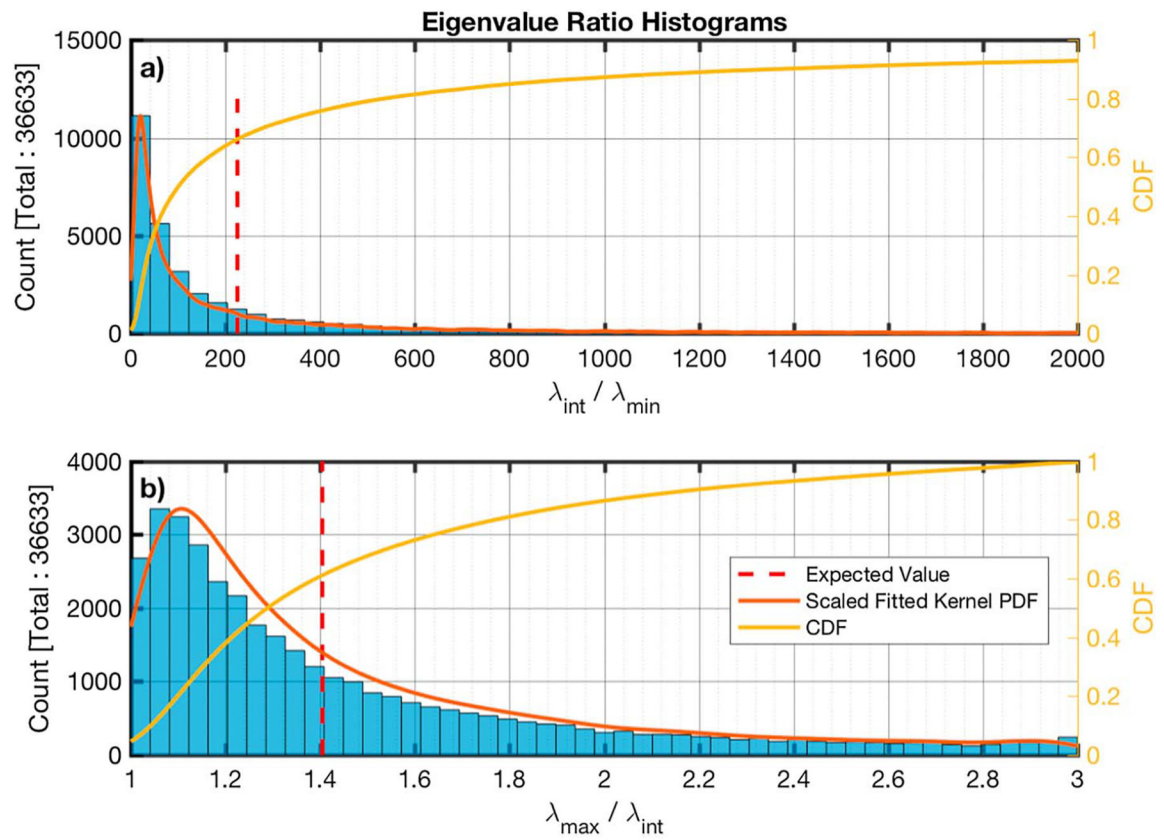 Eigenvalue Ratio Histograms
a)
15000
10000
5000
0
Count [Total : 36633]
1
0.8
0.6
0.4
0.2
0
CDF
0 200 400 600 800 1000 1200 1400 1600 1800 2000
λint / λmin
b)
4000
3000
2000
1000
0
Count [Total : 36633]
1
0.8
0.6
0.4
0.2
0
CDF
Expected Value
Scaled Fitted Kernel PDF
CDF
1 1.2 1.4 1.6 1.8 2 2.2 2.4 2.6 2.8 3
λmax / λint